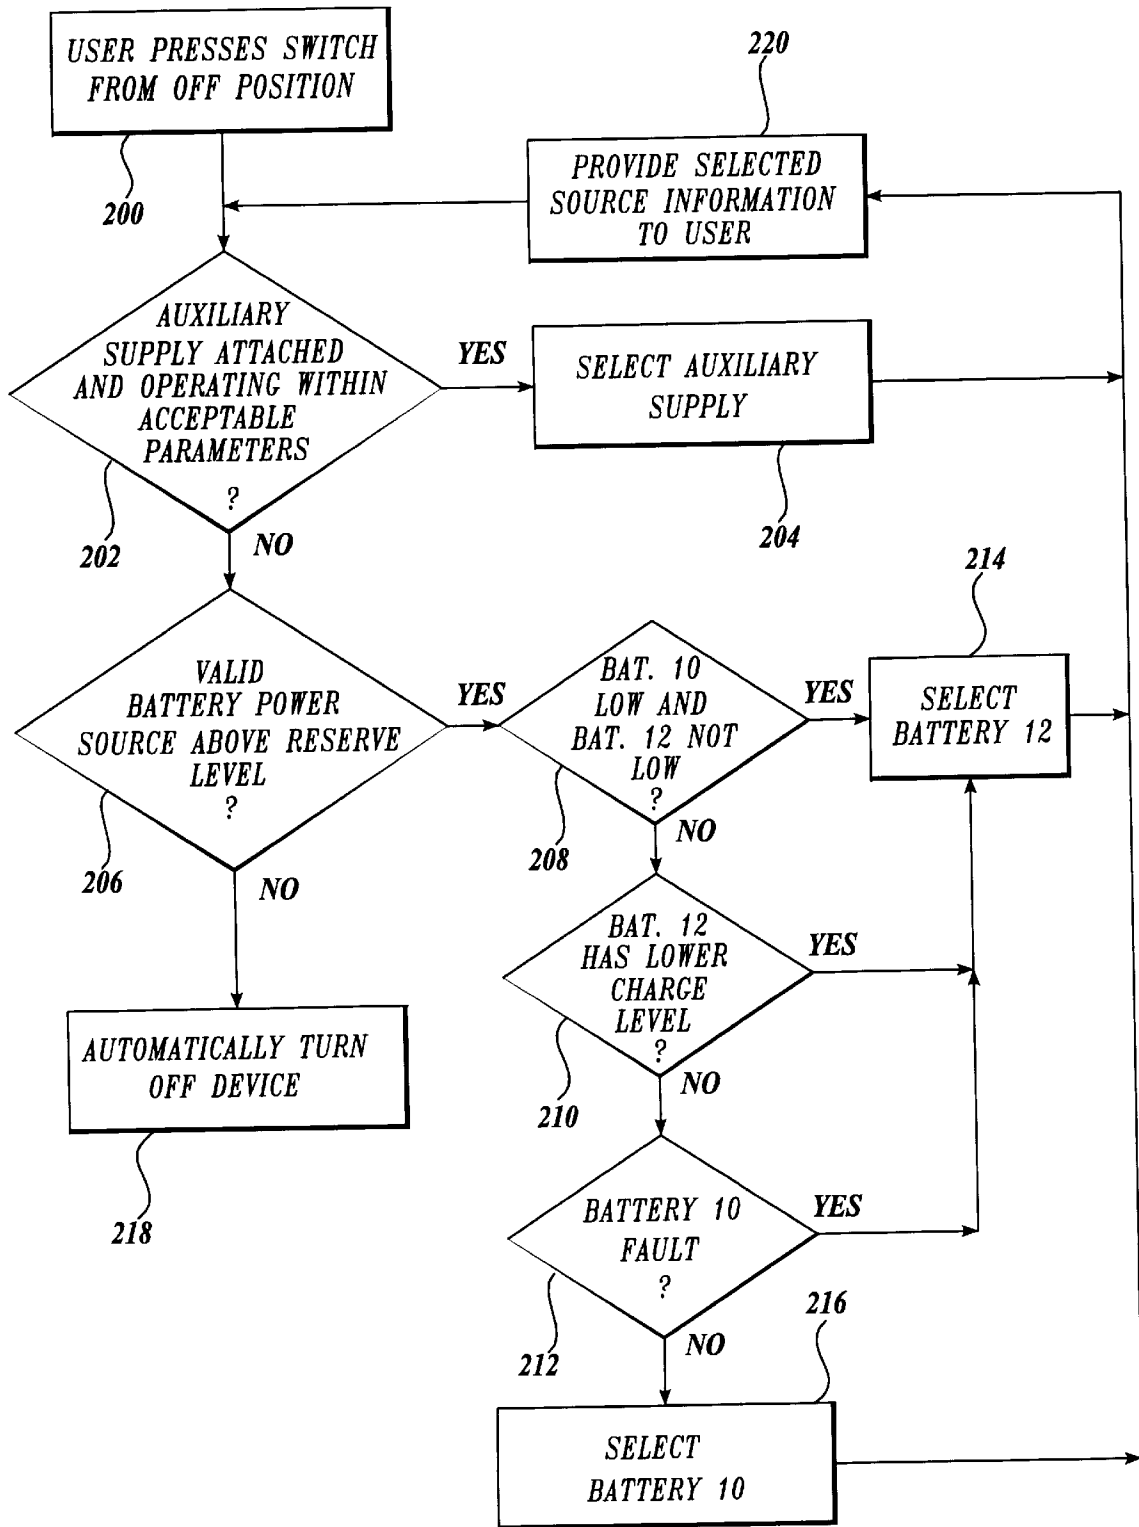 USER PRESSES SWITCH
FROM OFF POSITION
200
220
PROVIDE SELECTED
SOURCE INFORMATION
TO USER
AUXILIARY
SUPPLY ATTACHED
AND OPERATING WITHIN
ACCEPTABLE
PARAMETERS
?
202
YES
NO
SELECT AUXILIARY
SUPPLY
204
VALID
BATTERY POWER
SOURCE ABOVE RESERVE
LEVEL
?
206
YES
NO
BAT. 10
LOW AND
BAT. 12 NOT
LOW
?
208
YES
NO
214
SELECT
BATTERY 12
BAT. 12
HAS LOWER
CHARGE
LEVEL
?
210
YES
NO
AUTOMATICALLY TURN
OFF DEVICE
218
BATTERY 10
FAULT
?
212
YES
NO
216
SELECT
BATTERY 10